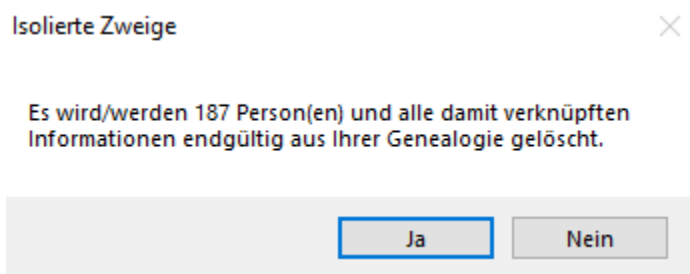 Isolierte Zweige
Es wird/werden 187 Person(en) und alle damit verknüpften
Informationen endgültig aus Ihrer Genealogie gelöscht.
Ja
Nein